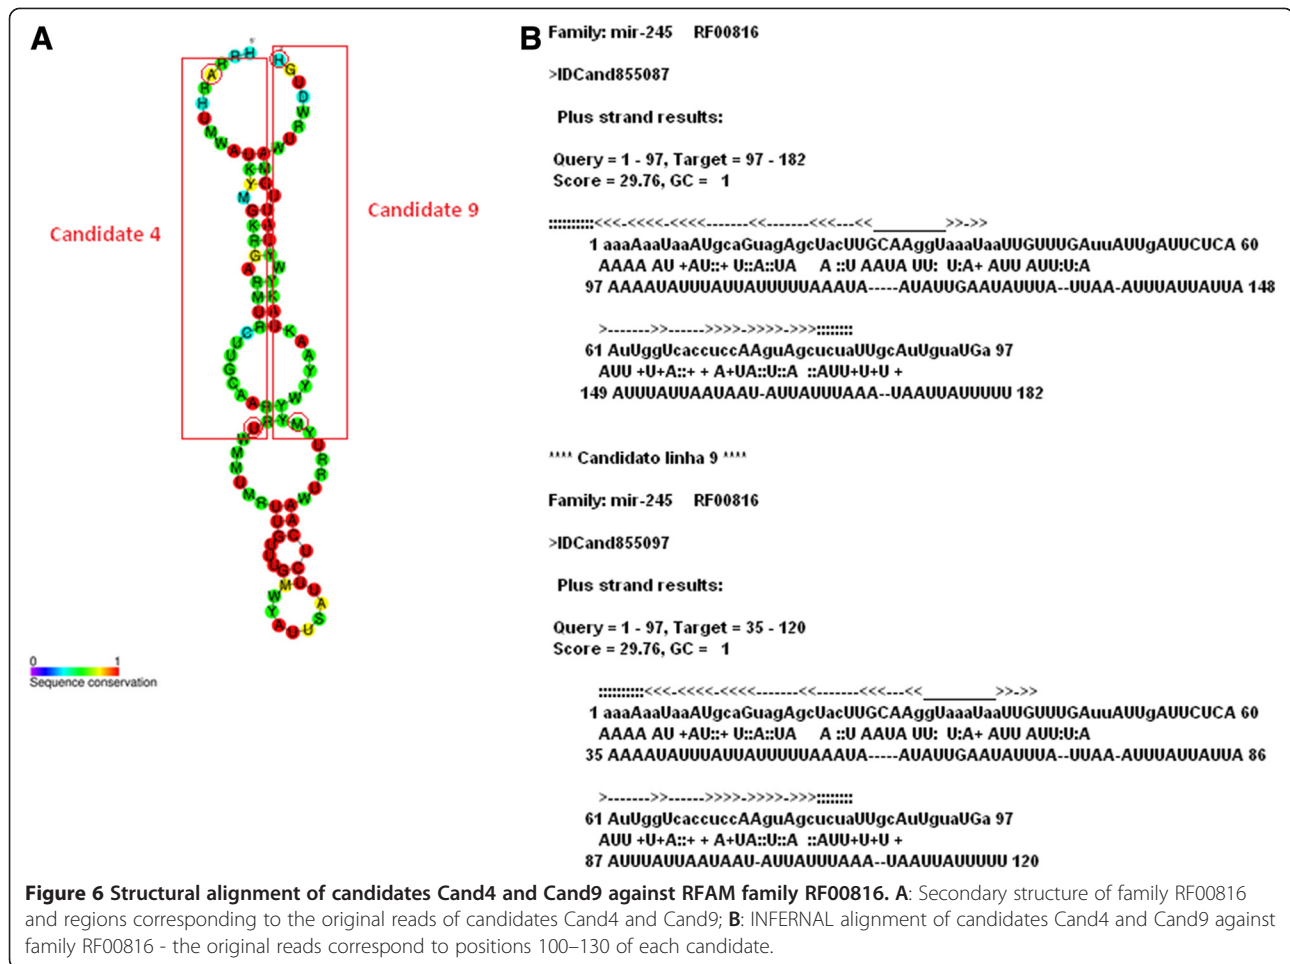 A
Candidate 4
Candidate 9
0 1
Sequence conservation
B
Family: mir-245 RF00816
>IDCand855087
Plus strand results:
Query = 1 - 97, Target = 97 - 182
Score = 29.76, GC = 1
::::::::::<<<-<<<<-<<<<-------<<-------<<<---<<________>>->>
1 aaaAaaUaaAUgcaGuagAgcUacUUGCAAggUaaaUaaUUGUUUGAuuAUUgAUUCUCA 60
AAAA AU +AU::+ U::A::UA A ::U AAUA UU: U:A+ AUU AUU:U:A
97 AAAAUAUUUAUUAUUUUUAAAUA-----AUAUUGAAUAUUUA--UUAA-AUUUAUUAUUA 148
>------->>------>>>>->>>>->>>::::::::
61 AuUggUcaccuccAAguAgcucuaUUgcAuUguaUGa 97
AUU +U+A::+ + A+UA::U::A ::AUU+U+U +
149 AUUUAUUAAUAAU-AUUAUUUAAA--UAAUUAUUUUU 182
**** Candidato linha 9 ****
Family: mir-245 RF00816
>IDCand855097
Plus strand results:
Query = 1 - 97, Target = 35 - 120
Score = 29.76, GC = 1
::::::::::<<<-<<<<-<<<<-------<<-------<<<---<<________>>->>
1 aaaAaaUaaAUgcaGuagAgcUacUUGCAAggUaaaUaaUUGUUUGAuuAUUgAUUCUCA 60
AAAA AU +AU::+ U::A::UA A ::U AAUA UU: U:A+ AUU AUU:U:A
35 AAAAUAUUUAUUAUUUUUAAAUA-----AUAUUGAAUAUUUA--UUAA-AUUUAUUAUUA 86
>------->>------>>>>->>>>->>>::::::::
61 AuUggUcaccuccAAguAgcucuaUUgcAuUguaUGa 97
AUU +U+A::+ + A+UA::U::A ::AUU+U+U +
87 AUUUAUUAAUAAU-AUUAUUUAAA--UAAUUAUUUUU 120
Figure 6 Structural alignment of candidates Cand4 and Cand9 against RFAM family RF00816. A: Secondary structure of family RF00816
and regions corresponding to the original reads of candidates Cand4 and Cand9; B: INFERNAL alignment of candidates Cand4 and Cand9 against
family RF00816 - the original reads correspond to positions 100–130 of each candidate.